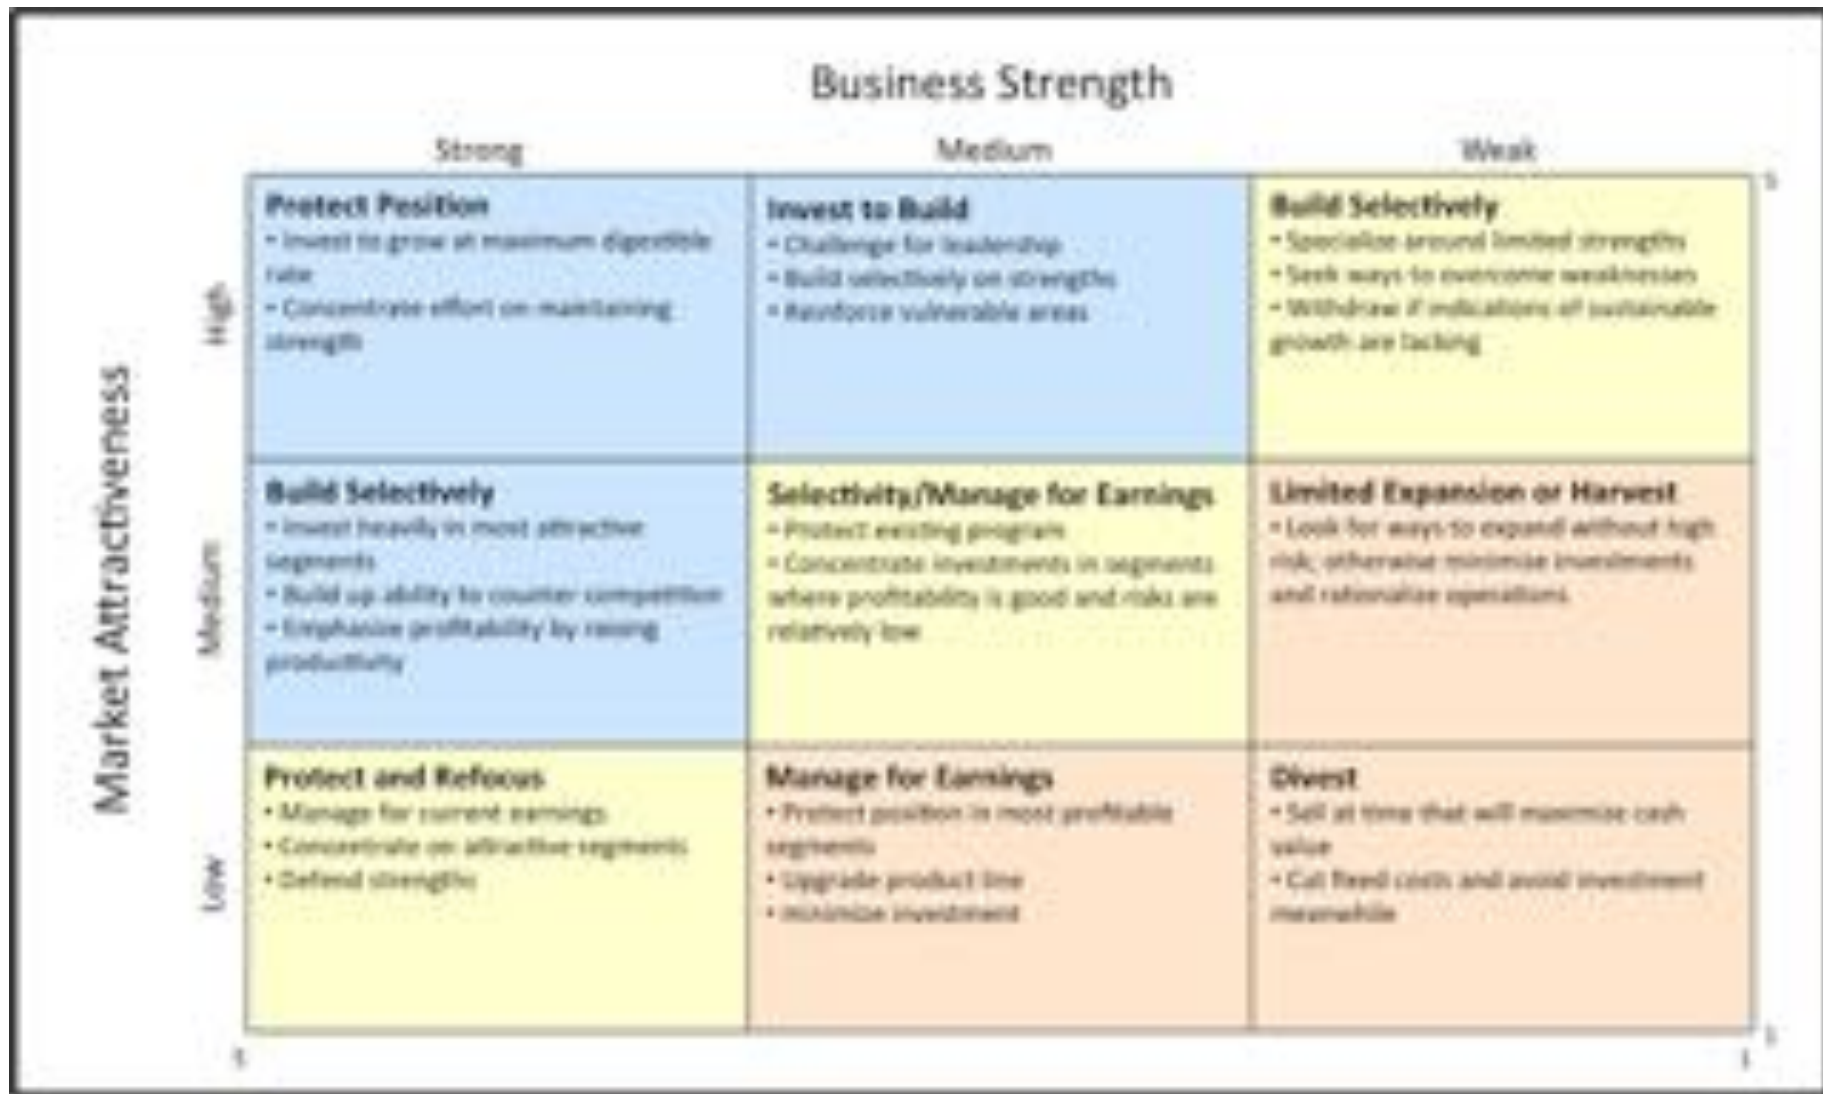 Business Strength
Strong
Medium
Weak
Market Attractiveness
High
Protect Position
• Invest to grow at maximum digestible
rate
• Concentrate effort on maintaining
strength
Invest to Build
• Challenge for leadership
• Build selectively on strengths
• Reinforce vulnerable areas
Build Selectively
• Specialize around limited strengths
• Seek ways to overcome weaknesses
• Withdraw if indications of sustainable
growth are lacking
Medium
Build Selectively
• Invest heavily in most attractive
segments
• Build up ability to counter competition
• Emphasize profitability by raising
productivity
Selectivity/Manage for Earnings
• Protect existing program
• Concentrate investments in segments
where profitability is good and risks are
relatively low
Limited Expansion or Harvest
• Look for ways to expand without high
risk; otherwise minimize investments
and rationalize operations
Low
Protect and Refocus
• Manage for current earnings
• Concentrate on attractive segments
• Defend strengths
Manage for Earnings
• Protect position in most profitable
segments
• Upgrade product line
• Minimize investment
Divest
• Sell at time that will maximize cash
value
• Cut fixed costs and avoid investment
meanwhile